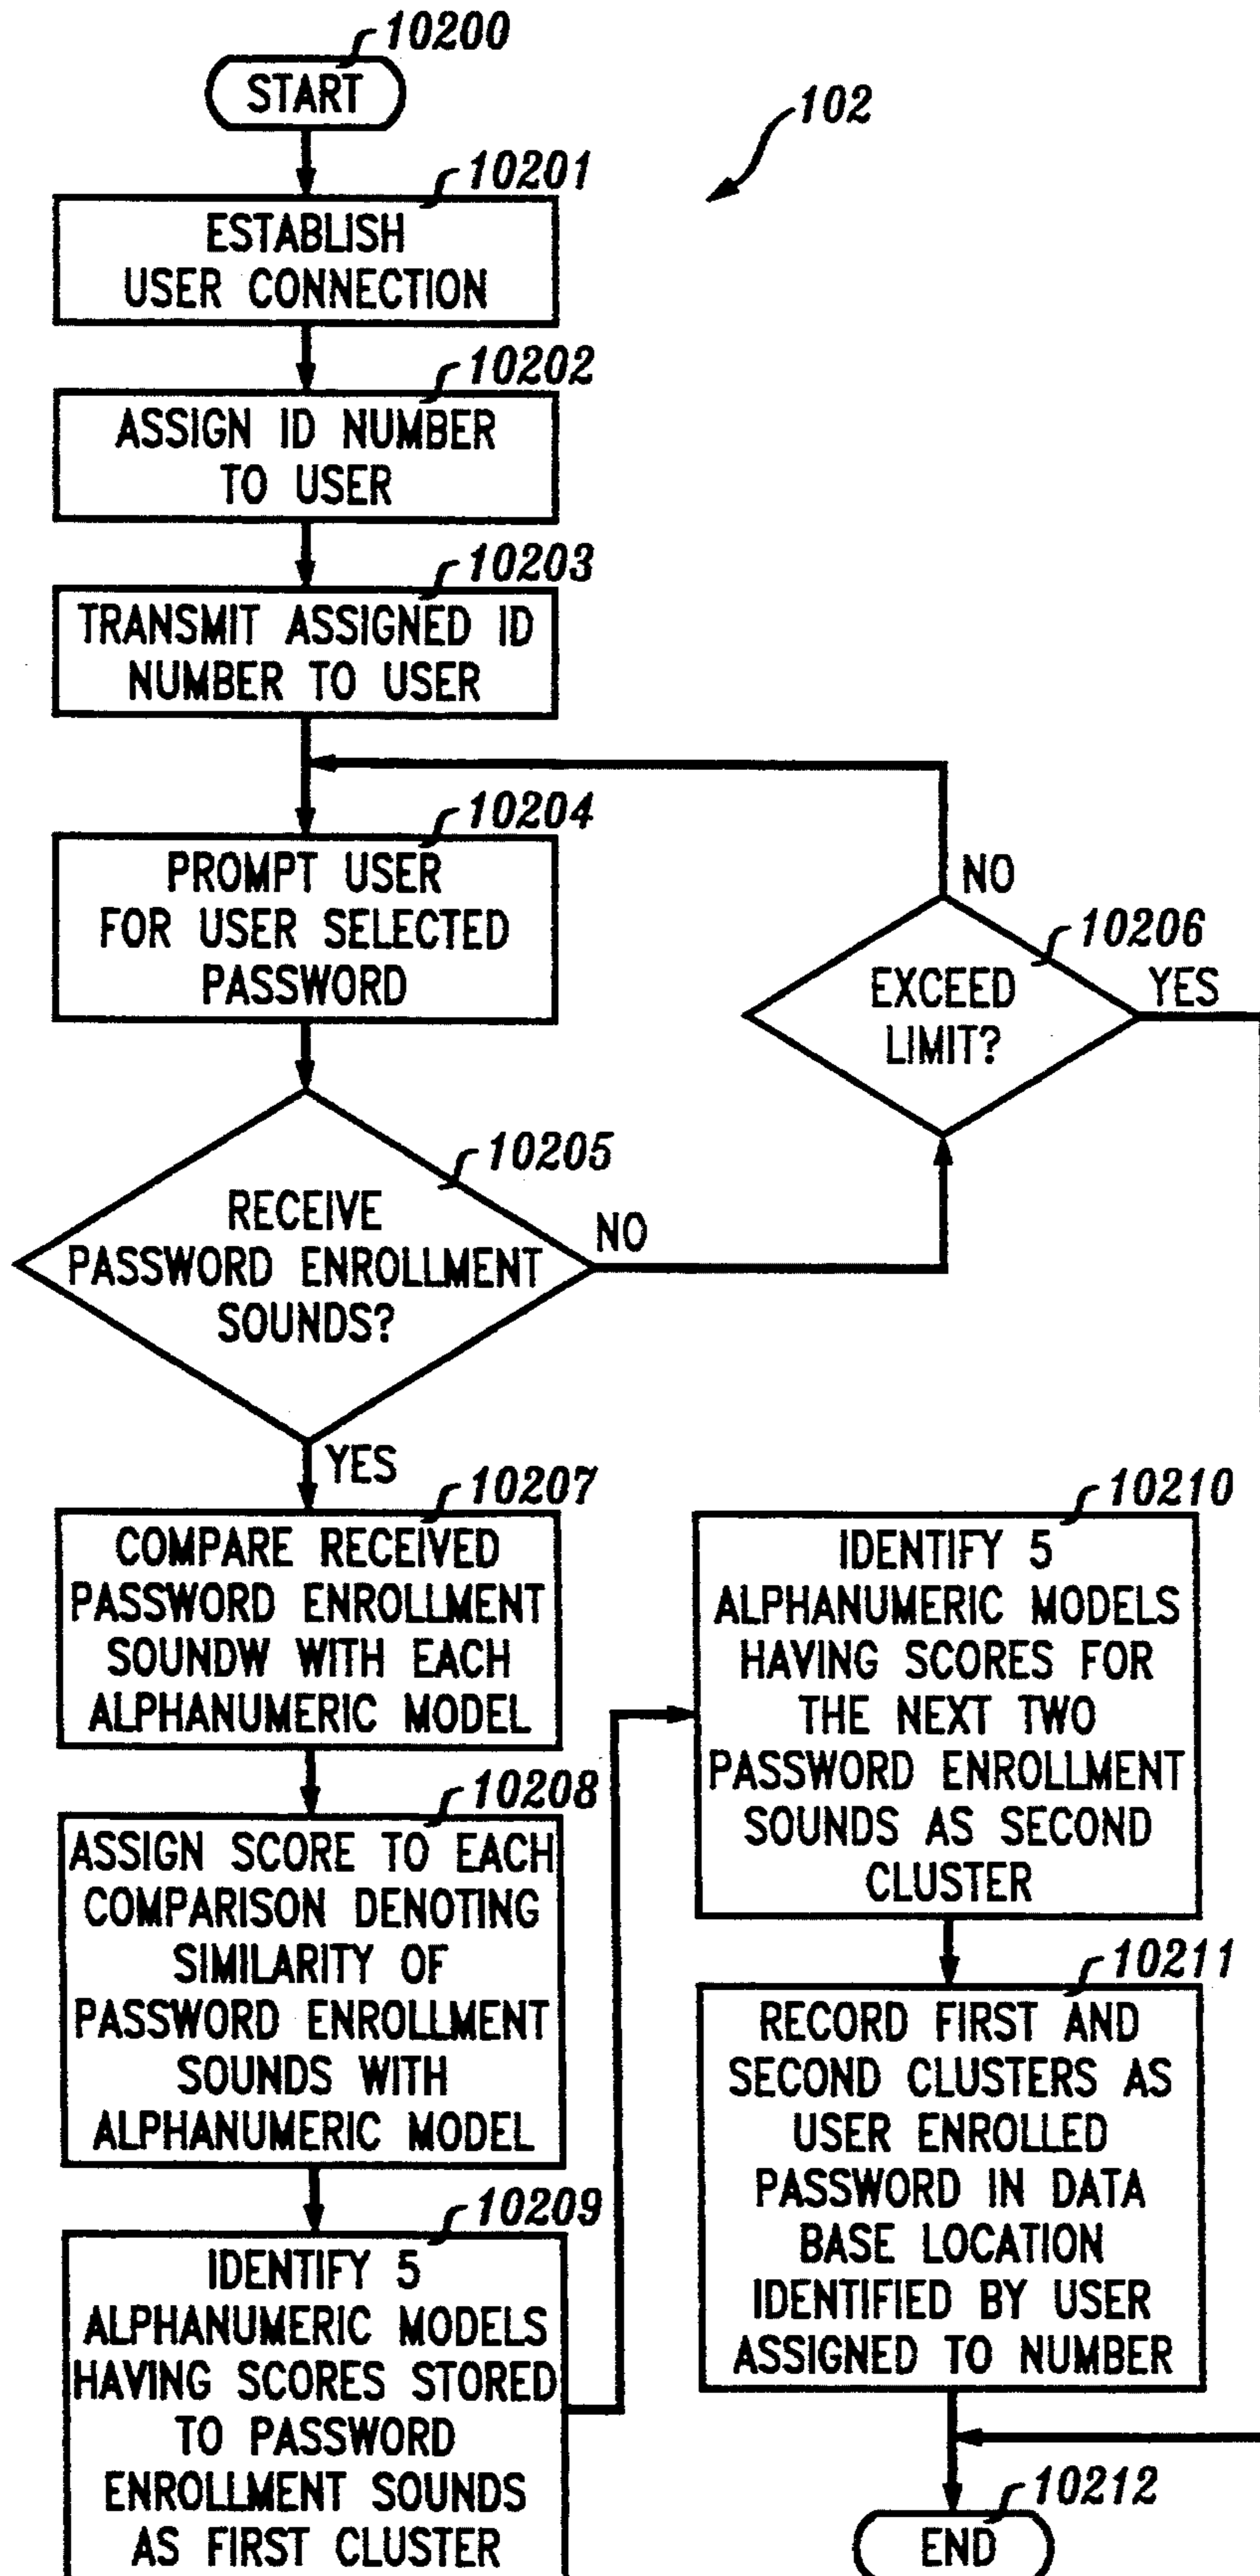 10200
START
102
10201
ESTABLISH
USER CONNECTION
10202
ASSIGN ID NUMBER
TO USER
10203
TRANSMIT ASSIGNED ID
NUMBER TO USER
10204
PROMPT USER
FOR USER SELECTED
PASSWORD
NO
10206
EXCEED
LIMIT?
YES
10205
RECEIVE
PASSWORD ENROLLMENT
SOUNDS?
NO
YES
10207
COMPARE RECEIVED
PASSWORD ENROLLMENT
SOUNDW WITH EACH
ALPHANUMERIC MODEL
10208
ASSIGN SCORE TO EACH
COMPARISON DENOTING
SIMILARITY OF
PASSWORD ENROLLMENT
SOUNDS WITH
ALPHANUMERIC MODEL
10209
IDENTIFY 5
ALPHANUMERIC MODELS
HAVING SCORES STORED
TO PASSWORD
ENROLLMENT SOUNDS
AS FIRST CLUSTER
10210
IDENTIFY 5
ALPHANUMERIC MODELS
HAVING SCORES FOR
THE NEXT TWO
PASSWORD ENROLLMENT
SOUNDS AS SECOND
CLUSTER
10211
RECORD FIRST AND
SECOND CLUSTERS AS
USER ENROLLED
PASSWORD IN DATA
BASE LOCATION
IDENTIFIED BY USER
ASSIGNED TO NUMBER
10212
END